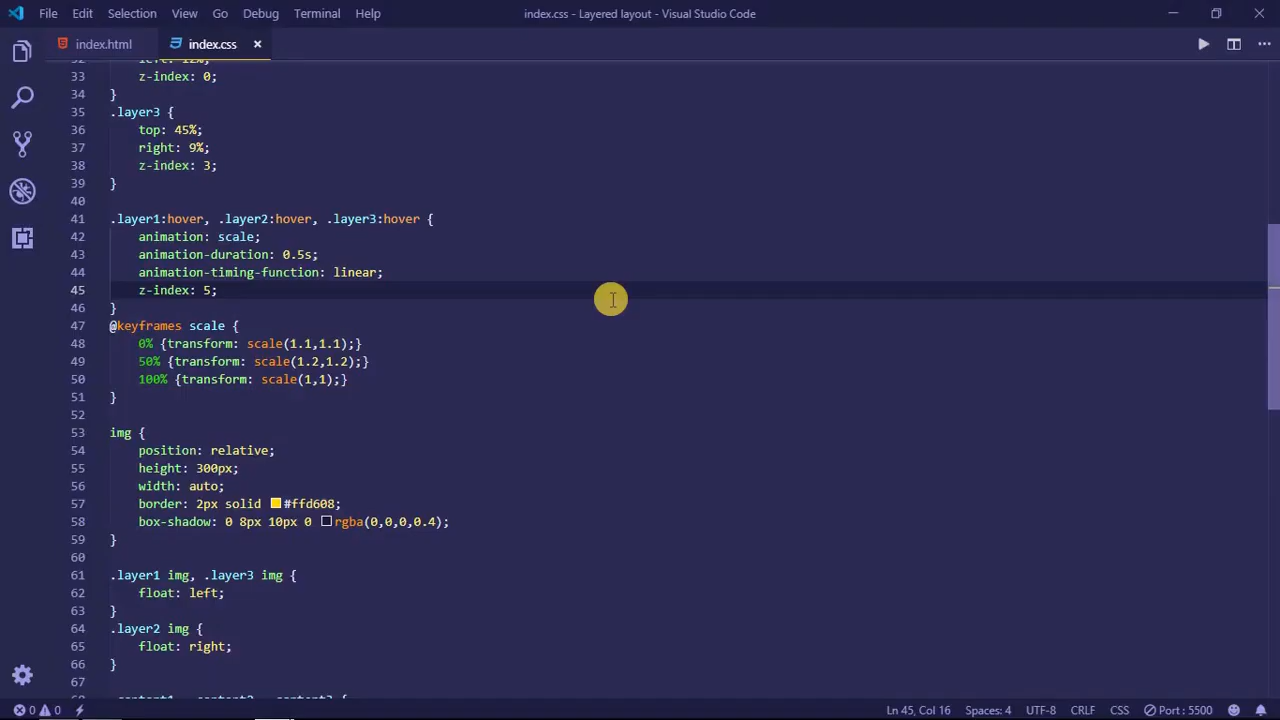 File Edit Selection View Go Debug Terminal Help
index.css - Layered layout - Visual Studio Code
index.html
index.css
33 z-index: 0;
34 }
35 .layer3 {
36 top: 45%;
37 right: 9%;
38 z-index: 3;
39 }
40
41 .layer1:hover, .layer2:hover, .layer3:hover {
42 animation: scale;
43 animation-duration: 0.5s;
44 animation-timing-function: linear;
45 z-index: 5;
46 }
47 @keyframes scale {
48 0% {transform: scale(1.1,1.1);}
49 50% {transform: scale(1.2,1.2);}
50 100% {transform: scale(1,1);}
51 }
52
53 img {
54 position: relative;
55 height: 300px;
56 width: auto;
57 border: 2px solid #ffd608;
58 box-shadow: 0 8px 10px 0 rgba(0,0,0,0.4);
59 }
60
61 .layer1 img, .layer3 img {
62 float: left;
63 }
64 .layer2 img {
65 float: right;
66 }
67
0 0 Ln 45, Col 16 Spaces: 4 UTF-8 CRLF CSS Port : 5500